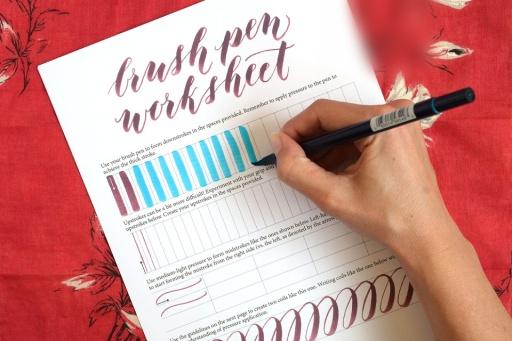 brush pen
worksheet
Use your brush pen to form downstrokes in the spaces provided. Remember to apply pressure to the pen to
achieve the thick stroke.
Upstrokes can be a bit more difficult! Experiment with your grip and
upstrokes below. Create your upstrokes in the spaces provided.
Use medium-light pressure to form midstrokes like the ones shown below.
to start forming the midstroke from the right side (vs. the left, as denoted by the arrow
Use the guidelines on the next page to create two coils like this one. Writing coils like the one below
understanding of pressure application.